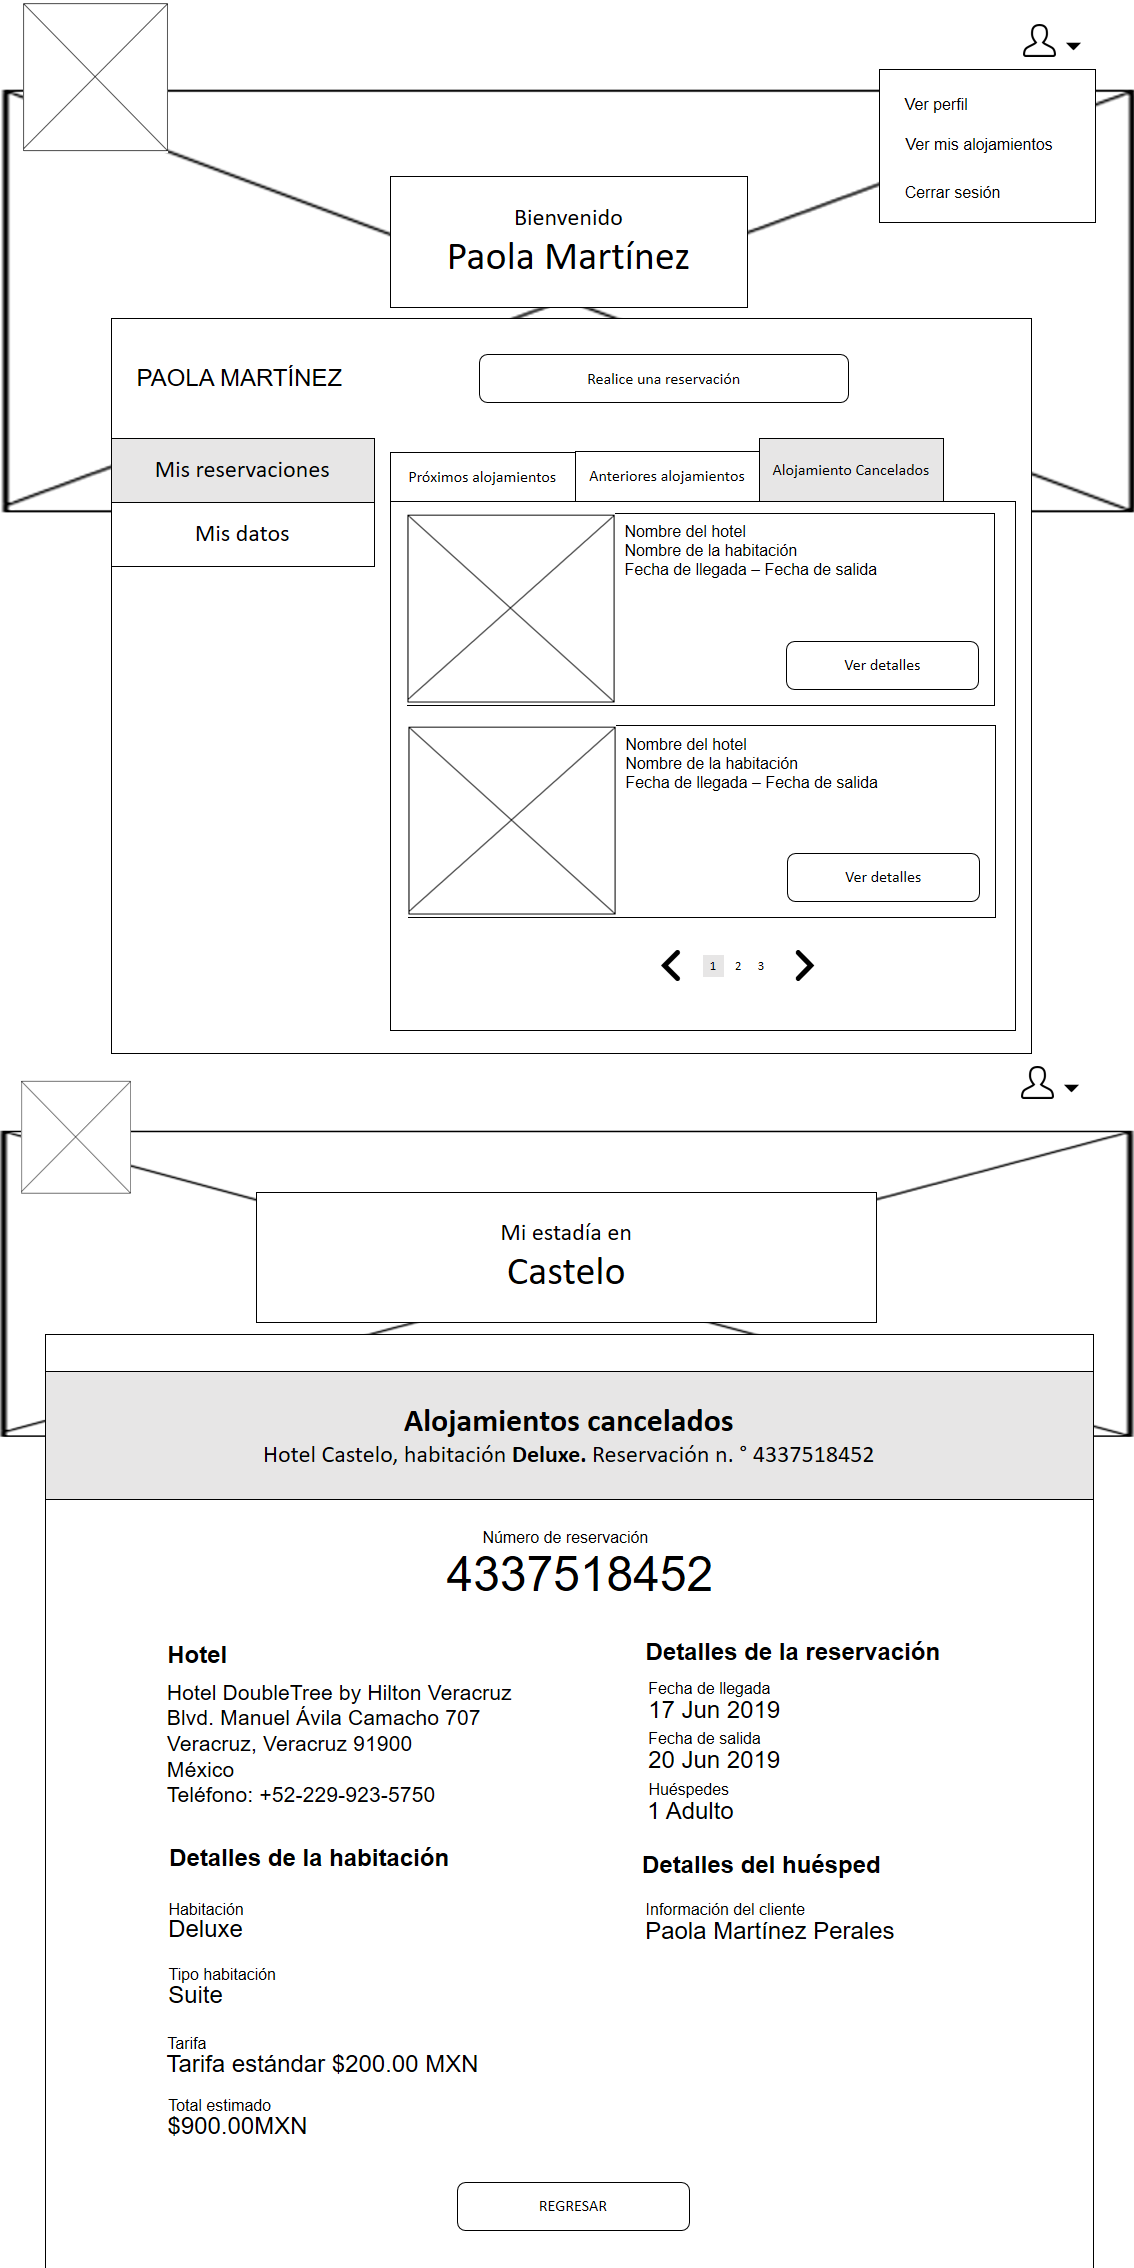 Ver perfil
Ver mis alojamientos
Cerrar sesión
Bienvenido
Paola Martínez
PAOLA MARTÍNEZ
Realice una reservación
Mis reservaciones
Mis datos
Próximos alojamientos
Anteriores alojamientos
Alojamiento Cancelados
Nombre del hotel
Nombre de la habitación
Fecha de llegada – Fecha de salida
Ver detalles
Nombre del hotel
Nombre de la habitación
Fecha de llegada – Fecha de salida
Ver detalles
1 2 3
Mi estadía en
Castelo
Alojamientos cancelados
Hotel Castelo, habitación Deluxe. Reservación n. ° 4337518452
Número de reservación
4337518452
Hotel
Hotel DoubleTree by Hilton Veracruz
Blvd. Manuel Ávila Camacho 707
Veracruz, Veracruz 91900
México
Teléfono: +52-229-923-5750
Detalles de la reservación
Fecha de llegada
17 Jun 2019
Fecha de salida
20 Jun 2019
Huéspedes
1 Adulto
Detalles de la habitación
Habitación
Deluxe
Tipo habitación
Suite
Tarifa
Tarifa estándar $200.00 MXN
Total estimado
$900.00MXN
Detalles del huésped
Información del cliente
Paola Martínez Perales
REGRESAR